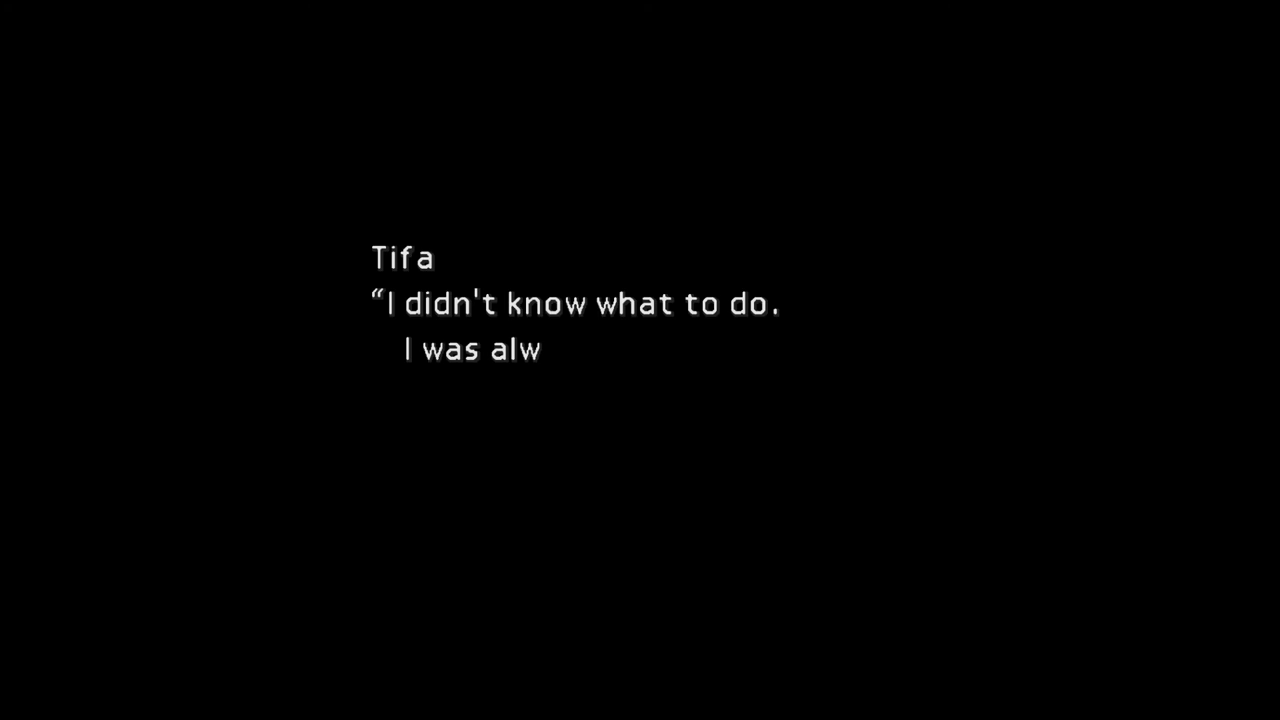 Tifa
“I didn't know what to do.
I was alw